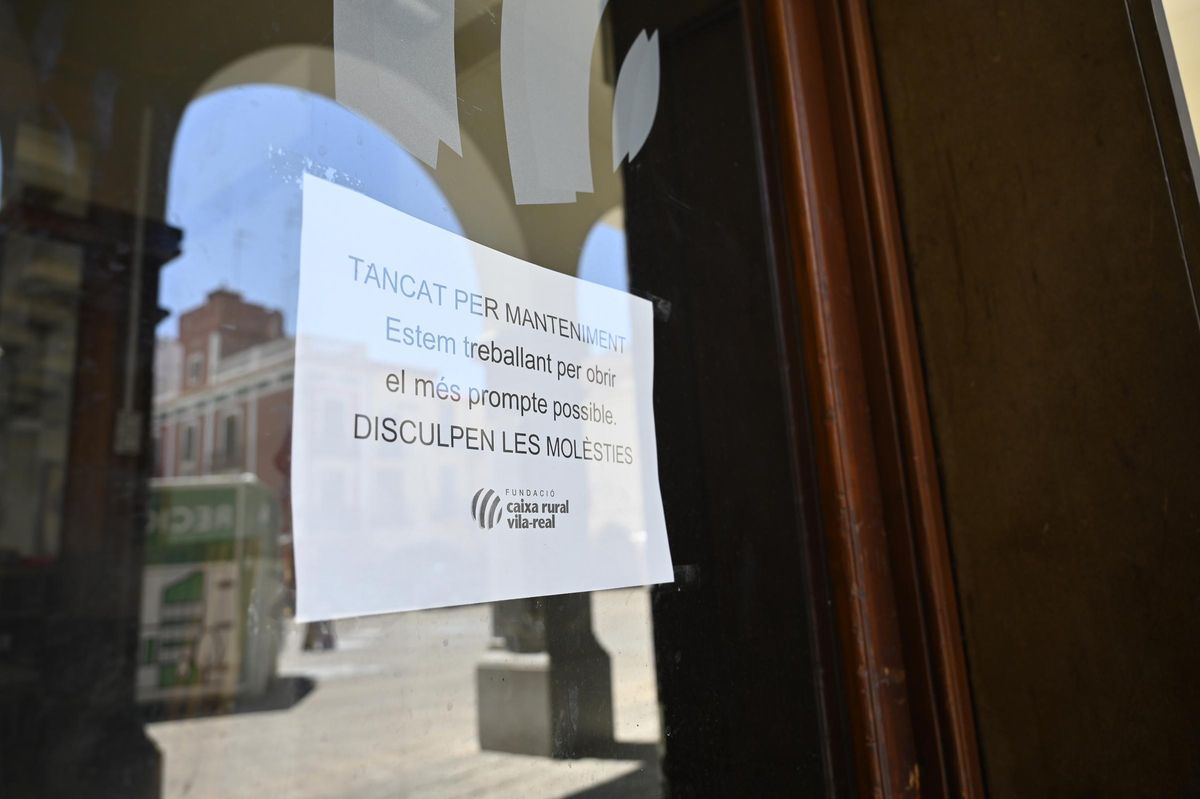 TANCAT PER MANTENIMENT
Estem treballant per obrir
el més prompte possible.
DISCULPEN LES MOLÈSTIES
FUNDACIÓ
caixa rural
vila-real